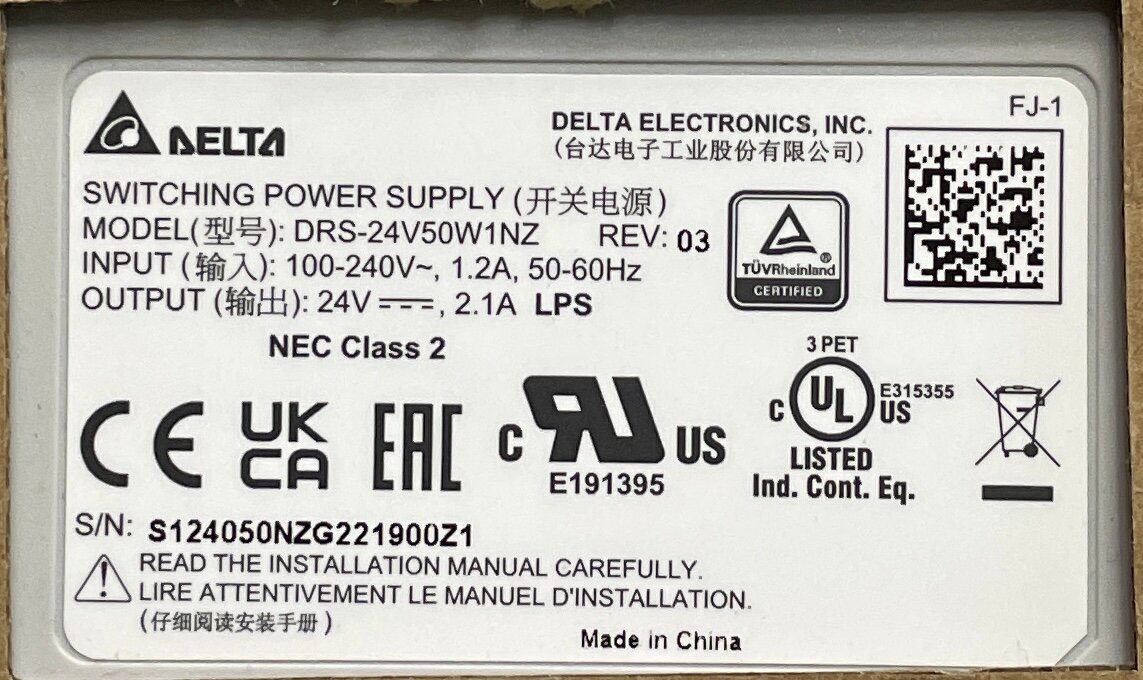 FJ-1
DELTA
DELTA ELECTRONICS, INC.
(台达电子工业股份有限公司)
SWITCHING POWER SUPPLY (开关电源)
MODEL(型号): DRS-24V50W1NZ REV: 03
INPUT (输入): 100-240V~, 1.2A, 50-60Hz
OUTPUT (输出): 24V ⎓, 2.1A LPS
NEC Class 2
TÜVRheinland®
CERTIFIED
CE
UK
CA
EAC
C RU US
E191395
3 PET
C UL US E315355
LISTED
Ind. Cont. Eq.
S/N: S124050NZG221900Z1
READ THE INSTALLATION MANUAL CAREFULLY.
LIRE ATTENTIVEMENT LE MANUEL D'INSTALLATION.
(仔细阅读安装手册)
Made in China